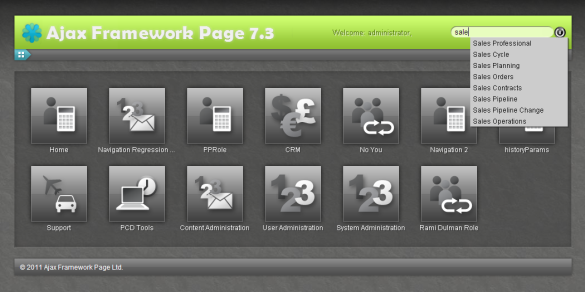 Ajax Framework Page 7.3
Welcome: administrator,
sale
Sales Professional
Sales Cycle
Sales Planning
Sales Orders
Sales Contracts
Sales Pipeline
Sales Pipeline Change
Sales Operations
Home
Navigation Regression ...
PPRole
CRM
No You
Navigation 2
historyParams
Support
PCD Tools
Content Administration
User Administration
System Administration
Rami Dulman Role
© 2011 Ajax Framework Page Ltd.